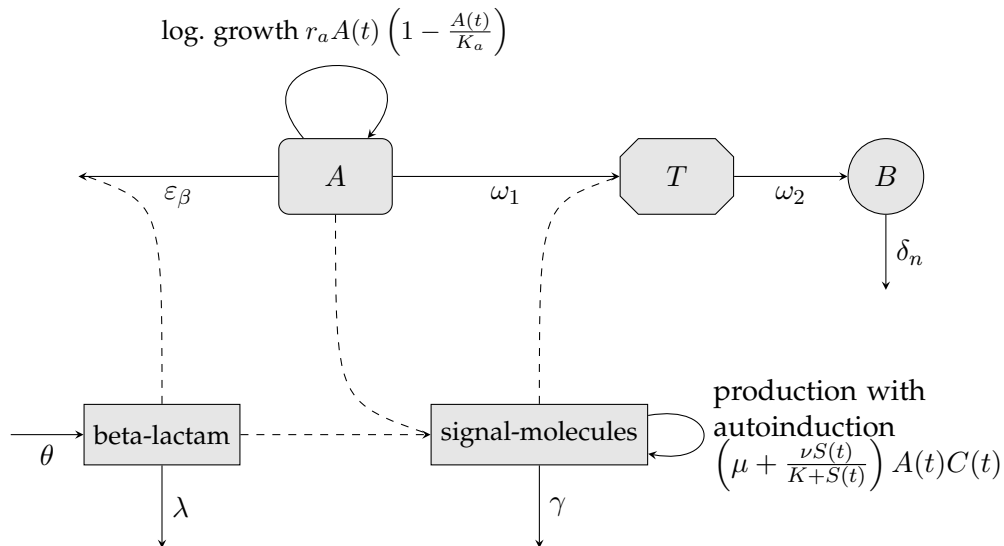 log. growth $r_a A(t)\left(1 - \frac{A(t)}{K_a}\right)$
A
T
B
$\varepsilon_\beta$
$\omega_1$
$\omega_2$
$\delta_n$
beta-lactam
signal-molecules
production with
autoinduction
$\left(\mu + \frac{\nu S(t)}{K+S(t)}\right) A(t)C(t)$
$\theta$
$\lambda$
$\gamma$